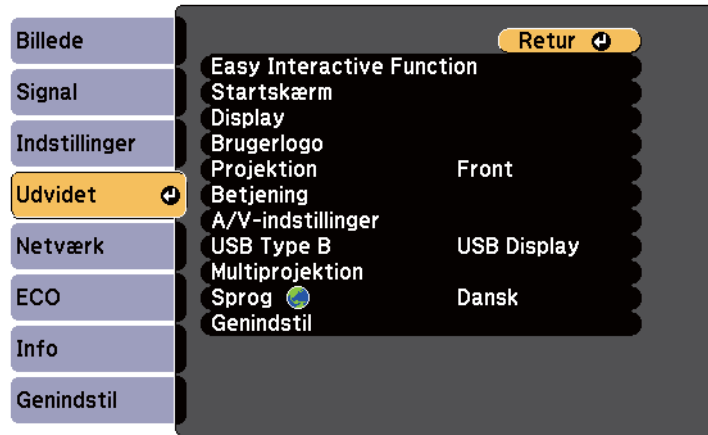 Billede
Signal
Indstillinger
Udvidet
Netværk
ECO
Info
Genindstil
Retur
Easy Interactive Function
Startskærm
Display
Brugerlogo
Projektion Front
Betjening
A/V-indstillinger
USB Type B USB Display
Multiprojektion
Sprog Dansk
Genindstil